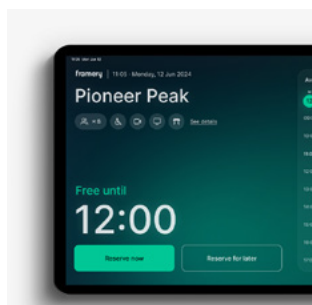 framery | 11:05 · Monday, 12 Jun 2024
Pioneer Peak
See details
Free until
12:00
Reserve now
Reserve for later